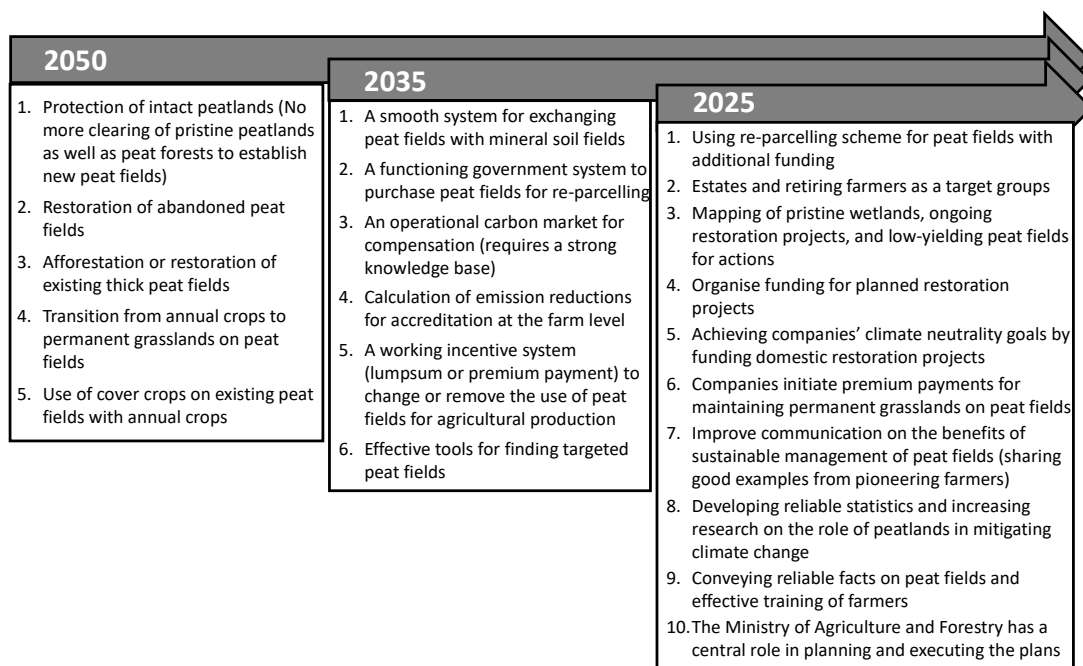 2050
1. Protection of intact peatlands (No
more clearing of pristine peatlands
as well as peat forests to establish
new peat fields)
2. Restoration of abandoned peat
fields
3. Afforestation or restoration of
existing thick peat fields
4. Transition from annual crops to
permanent grasslands on peat
fields
5. Use of cover crops on existing peat
fields with annual crops
2035
1. A smooth system for exchanging
peat fields with mineral soil fields
2. A functioning government system to
purchase peat fields for re-parcelling
3. An operational carbon market for
compensation (requires a strong
knowledge base)
4. Calculation of emission reductions
for accreditation at the farm level
5. A working incentive system
(lumpsum or premium payment) to
change or remove the use of peat
fields for agricultural production
6. Effective tools for finding targeted
peat fields
2025
1. Using re-parcelling scheme for peat fields with
additional funding
2. Estates and retiring farmers as a target groups
3. Mapping of pristine wetlands, ongoing
restoration projects, and low-yielding peat fields
for actions
4. Organise funding for planned restoration
projects
5. Achieving companies' climate neutrality goals by
funding domestic restoration projects
6. Companies initiate premium payments for
maintaining permanent grasslands on peat fields
7. Improve communication on the benefits of
sustainable management of peat fields (sharing
good examples from pioneering farmers)
8. Developing reliable statistics and increasing
research on the role of peatlands in mitigating
climate change
9. Conveying reliable facts on peat fields and
effective training of farmers
10.The Ministry of Agriculture and Forestry has a
central role in planning and executing the plans